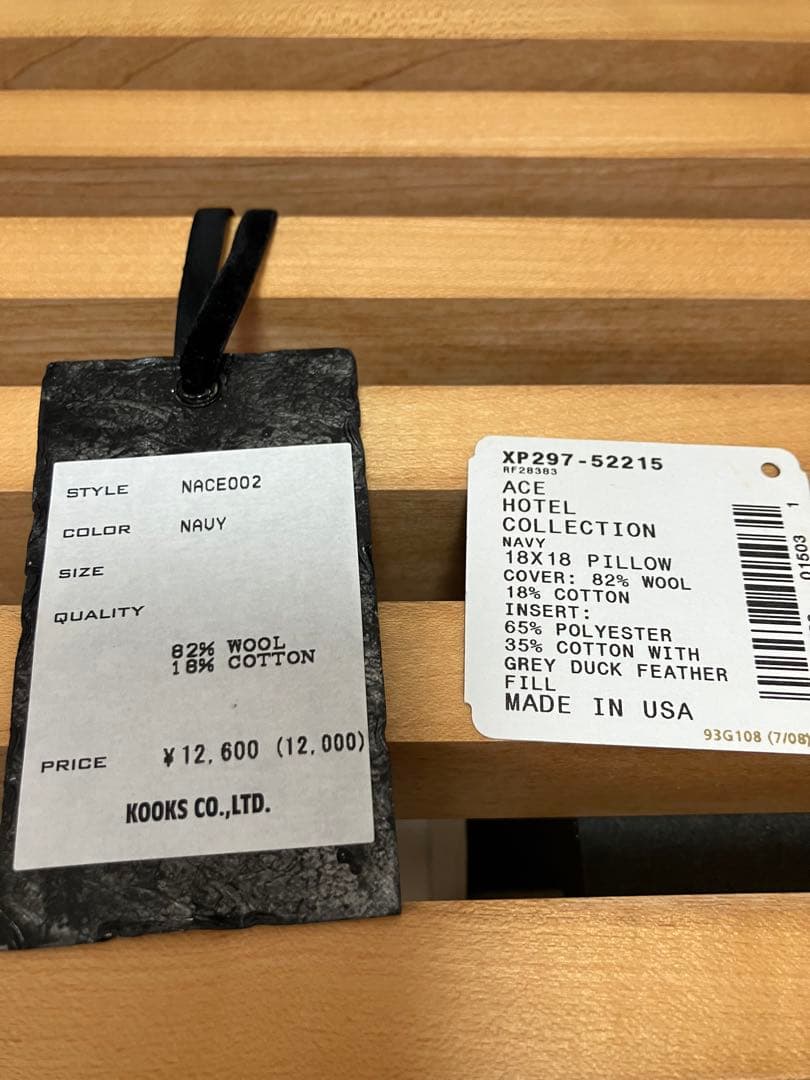 STYLE NACE002
COLOR NAVY
SIZE
QUALITY
82% WOOL
18% COTTON
PRICE ¥12,600 (12,000)
KOOKS CO.,LTD.
XP297-52215
RF28383
ACE
HOTEL
COLLECTION
NAVY
18X18 PILLOW
COVER: 82% WOOL
18% COTTON
INSERT:
65% POLYESTER
35% COTTON WITH
GREY DUCK FEATHER
FILL
MADE IN USA
93G108 (7/08)
1
01503